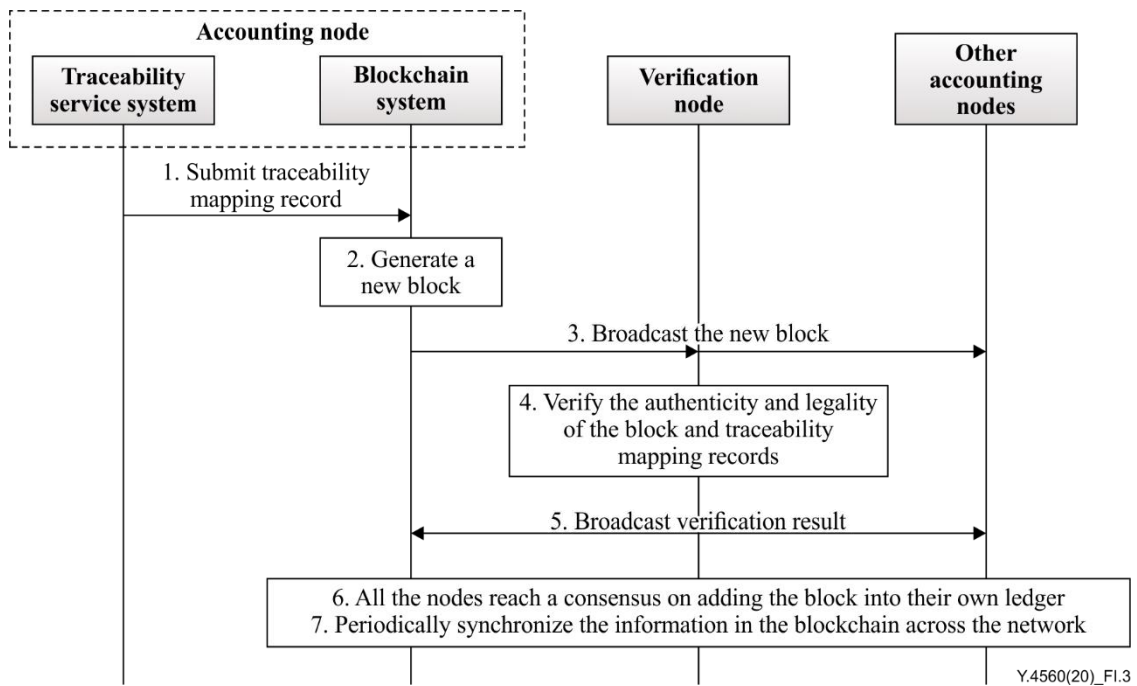 Accounting node
Traceability
service system
Blockchain
system
Verification
node
Other
accounting
nodes
1. Submit traceability
mapping record
2. Generate a
new block
3. Broadcast the new block
4. Verify the authenticity and legality
of the block and traceability
mapping records
5. Broadcast verification result
6. All the nodes reach a consensus on adding the block into their own ledger
7. Periodically synchronize the information in the blockchain across the network
Y.4560(20)_FI.3